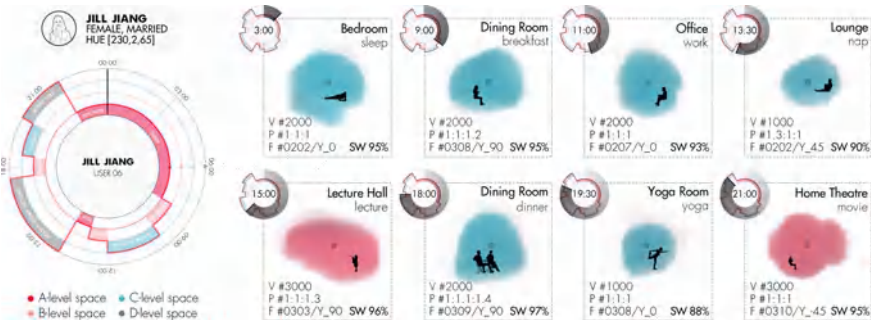 JILL JIANG
FEMALE, MARRIED
HUE [230,2,65]
00:00
03:00
06:00
09:00
12:00
15:00
18:00
21:00
JILL JIANG
USER 06
A-level space
C-level space
B-level space
D-level space
3:00
Bedroom
sleep
V #2000
P #1:1:1
F #0202/Y_0 SW 95%
9:00
Dining Room
breakfast
V #2000
P #1:1:1.2
F #0308/Y_90 SW 95%
11:00
Office
work
V #2000
P #1:1:1
F #0207/Y_0 SW 93%
13:30
Lounge
nap
V #1000
P #1.3:1:1
F #0202/Y_45 SW 90%
15:00
Lecture Hall
lecture
V #3000
P #1:1:1.3
F #0303/Y_90 SW 96%
18:00
Dining Room
dinner
V #2000
P #1:1.1:1.4
F #0309/Y_90 SW 97%
19:30
Yoga Room
yoga
V #1000
P #1:1:1
F #0308/Y_0 SW 88%
21:00
Home Theatre
movie
V #3000
P #1:1:1
F #0310/Y_-45 SW 95%